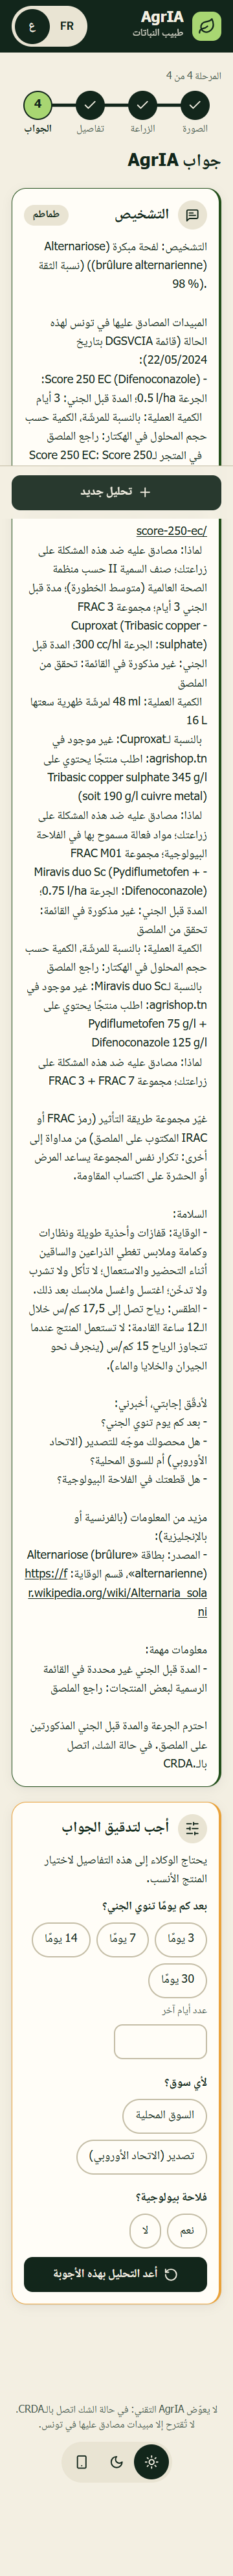 AgrIA
طبيب النباتات
FR
ع
المرحلة 4 من 4
الصورة
الزراعة
تفاصيل
4
الجواب
جواب AgrIA
التشخيص
طماطم
التشخيص: لفحة مبكرة (Alternariose
(brûlure alternarienne)) (نسبة الثقة
98 %).
المبيدات المصادق عليها في تونس لهذه
الحالة (قائمة DGSVCIA بتاريخ
22/05/2024):
- Score 250 EC (Difenoconazole):
الجرعة 0.5 l/ha؛ المدة قبل الجني: 3 أيام
الكمية العملية: بالنسبة للمرشّة، الكمية حسب
حجم المحلول في الهكتار: راجع الملصق
في المتجر لـScore 250 EC: Score 250
+ تحليل جديد
score-250-ec/
لماذا: مصادق عليه ضد هذه المشكلة على
زراعتك؛ صنف السمية II حسب منظمة
الصحة العالمية (متوسط الخطورة)؛ مدة قبل
الجني 3 أيام؛ مجموعة FRAC 3
- Cuproxat (Tribasic copper
sulphate): الجرعة 300 cc/hl؛ المدة قبل
الجني: غير مذكورة في القائمة: تحقق من
الملصق
الكمية العملية: 48 ml لمرشة ظهرية سعتها
16 L
بالنسبة لـCuproxat: غير موجود في
agrishop.tn: اطلب منتجًا يحتوي على
Tribasic copper sulphate 345 g/l
(soit 190 g/l cuivre metal)
لماذا: مصادق عليه ضد هذه المشكلة على
زراعتك؛ مواد فعالة مسموح بها في الفلاحة
البيولوجية؛ مجموعة FRAC M01
- Miravis duo Sc (Pydiflumetofen +
Difenoconazole): الجرعة 0.75 l/ha؛
المدة قبل الجني: غير مذكورة في القائمة:
تحقق من الملصق
الكمية العملية: بالنسبة للمرشّة، الكمية حسب
حجم المحلول في الهكتار: راجع الملصق
بالنسبة لـMiravis duo Sc: غير موجود في
agrishop.tn: اطلب منتجًا يحتوي على
Pydiflumetofen 75 g/l +
Difenoconazole 125 g/l
لماذا: مصادق عليه ضد هذه المشكلة على
زراعتك؛ مجموعة FRAC 3 + FRAC 7
غيّر مجموعة طريقة التأثير (رمز FRAC أو
IRAC المكتوب على الملصق) من مداواة إلى
أخرى: تكرار نفس المجموعة يساعد المرض
أو الحشرة على اكتساب المقاومة.
السلامة:
- الوقاية: قفازات وأحذية طويلة ونظارات
وكمامة وملابس تغطي الذراعين والساقين
أثناء التحضير والاستعمال؛ لا تأكل ولا تشرب
ولا تدخّن؛ اغتسل واغسل ملابسك بعد ذلك.
- الطقس: رياح تصل إلى 17,5 كم/س خلال
الـ12 ساعة القادمة: لا تستعمل المنتج عندما
تتجاوز الرياح 15 كم/س (ينجرف نحو
الجيران والخلايا والماء).
لأدقّق إجابتي، أخبرني:
- بعد كم يوم تنوي الجني؟
- هل محصولك موجّه للتصدير (الاتحاد
الأوروبي) أم للسوق المحلية؟
- هل قطعتك في الفلاحة البيولوجية؟
مزيد من المعلومات (بالفرنسية أو
بالإنجليزية):
- المصدر: بطاقة «Alternariose (brûlure
alternarienne)»، قسم الوقاية: https://f
r.wikipedia.org/wiki/Alternaria_sola
ni
معلومات مهمة:
- المدة قبل الجني غير محددة في القائمة
الرسمية لبعض المنتجات: راجع الملصق
احترم الجرعة والمدة قبل الجني المذكورتين
على الملصق. في حالة الشك، اتصل
بالـCRDA.
أجب لتدقيق الجواب
يحتاج الوكلاء إلى هذه التفاصيل لاختيار
المنتج الأنسب.
بعد كم يومًا تنوي الجني؟
3 يومًا
7 يومًا
14 يومًا
30 يومًا
عدد أيام آخر
لأي سوق؟
السوق المحلية
تصدير (الاتحاد الأوروبي)
فلاحة بيولوجية؟
نعم
لا
أعد التحليل بهذه الأجوبة
لا يعوّض AgrIA التقني: في حالة الشك اتصل بالـCRDA.
لا تُقترح إلا مبيدات مصادق عليها في تونس.